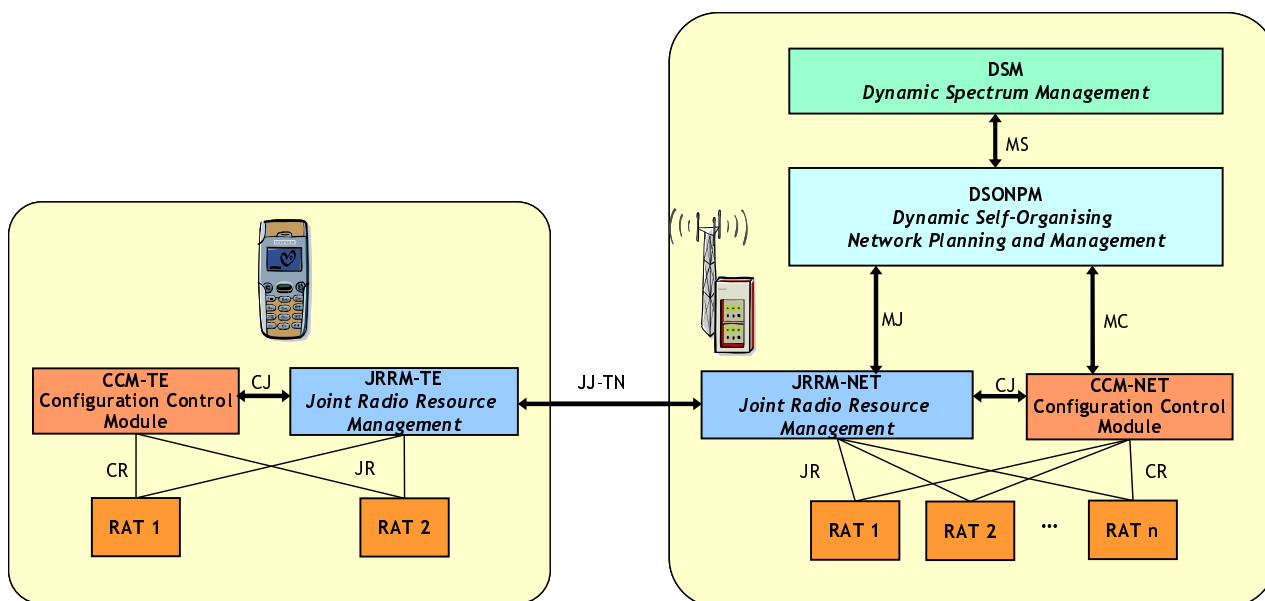 DSM
Dynamic Spectrum Management
MS
DSONPM
Dynamic Self-Organising
Network Planning and Management
MJ
MC
CCM-TE
Configuration Control
Module
CJ
JRRM-TE
Joint Radio Resource
Management
JJ-TN
JRRM-NET
Joint Radio Resource
Management
CJ
CCM-NET
Configuration Control
Module
CR
JR
JR
CR
RAT 1
RAT 2
RAT 1
RAT 2
...
RAT n